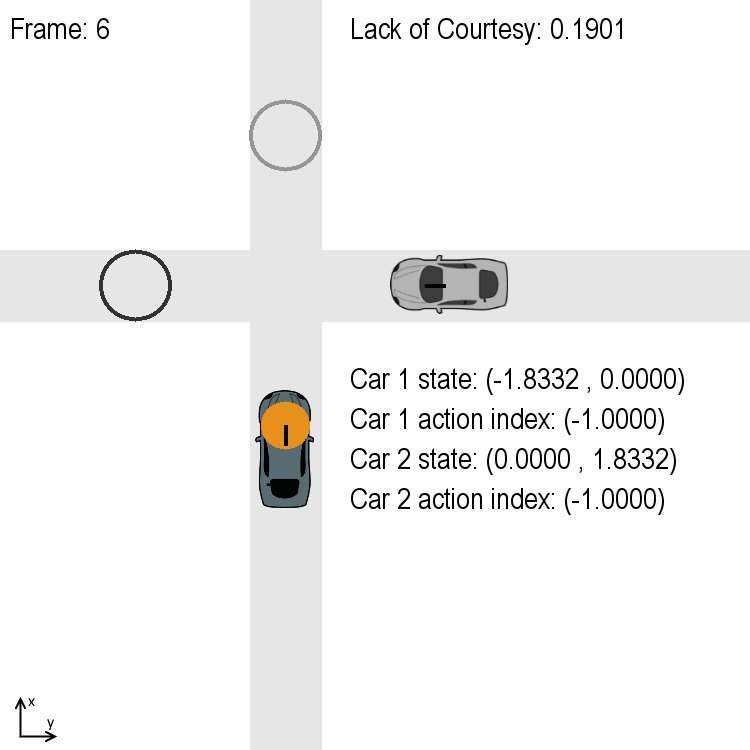 Frame: 6
Lack of Courtesy: 0.1901
Car 1 state: (-1.8332 , 0.0000)
Car 1 action index: (-1.0000)
Car 2 state: (0.0000 , 1.8332)
Car 2 action index: (-1.0000)
x
y